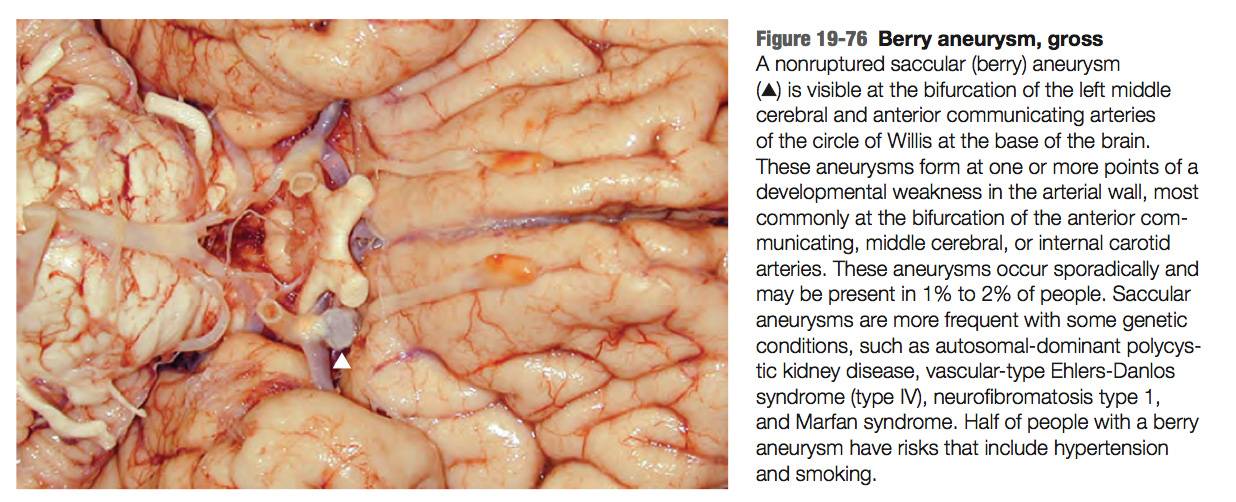 Figure 19-76 Berry aneurysm, gross
A nonruptured saccular (berry) aneurysm
(▲) is visible at the bifurcation of the left middle
cerebral and anterior communicating arteries
of the circle of Willis at the base of the brain.
These aneurysms form at one or more points of a
developmental weakness in the arterial wall, most
commonly at the bifurcation of the anterior com-
municating, middle cerebral, or internal carotid
arteries. These aneurysms occur sporadically and
may be present in 1% to 2% of people. Saccular
aneurysms are more frequent with some genetic
conditions, such as autosomal-dominant polycys-
tic kidney disease, vascular-type Ehlers-Danlos
syndrome (type IV), neurofibromatosis type 1,
and Marfan syndrome. Half of people with a berry
aneurysm have risks that include hypertension
and smoking.